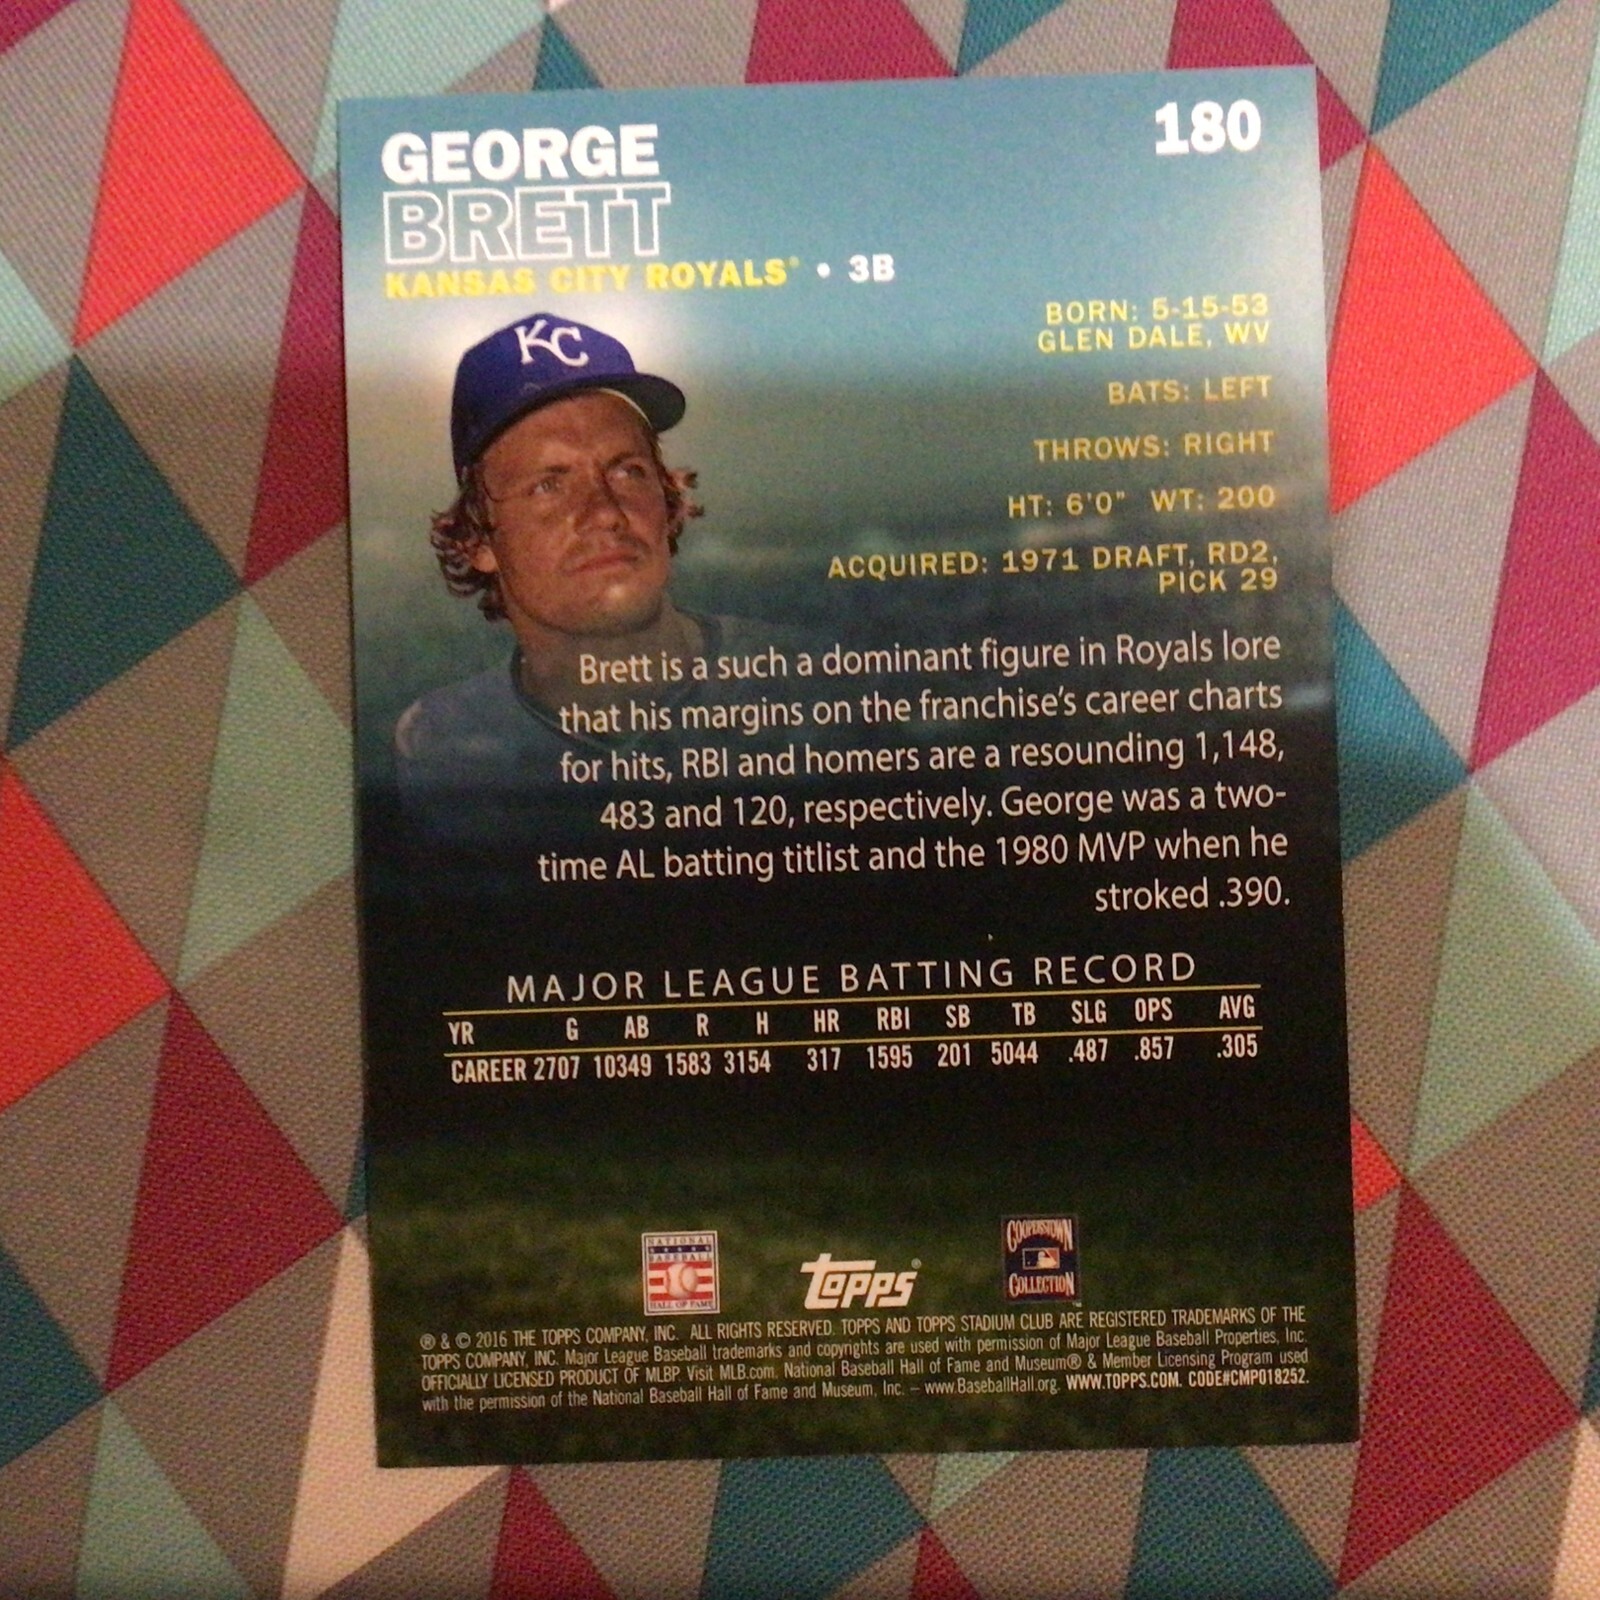 GEORGE
BRETT
180
KANSAS CITY ROYALS® • 3B
KC
BORN: 5-15-53
GLEN DALE, WV
BATS: LEFT
THROWS: RIGHT
HT: 6'0" WT: 200
ACQUIRED: 1971 DRAFT, RD2,
PICK 29
Brett is a such a dominant figure in Royals lore
that his margins on the franchise's career charts
for hits, RBI and homers are a resounding 1,148,
483 and 120, respectively. George was a two-
time AL batting titlist and the 1980 MVP when he
stroked .390.
MAJOR LEAGUE BATTING RECORD
YR G AB R H HR RBI SB TB SLG OPS AVG
CAREER 2707 10349 1583 3154 317 1595 201 5044 .487 .857 .305
NATIONAL
BASEBALL
HALL OF FAME
topps®
COOPERSTOWN
COLLECTION
® & © 2016 THE TOPPS COMPANY, INC. ALL RIGHTS RESERVED. TOPPS AND TOPPS STADIUM CLUB ARE REGISTERED TRADEMARKS OF THE
TOPPS COMPANY, INC. Major League Baseball trademarks and copyrights are used with permission of Major League Baseball Properties, Inc.
OFFICIALLY LICENSED PRODUCT OF MLBP. Visit MLB.com. National Baseball Hall of Fame and Museum® & Member Licensing Program used
with the permission of the National Baseball Hall of Fame and Museum, Inc. – www.BaseballHall.org. WWW.TOPPS.COM. CODE#CMP018252.